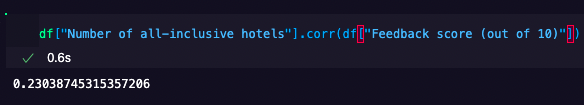 df["Number of all-inclusive hotels"].corr(df["Feedback score (out of 10)"])
✓ 0.6s
0.23038745315357206